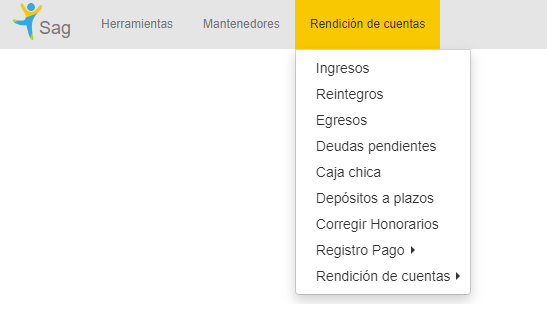 Sag
Herramientas
Mantenedores
Rendición de cuentas
Ingresos
Reintegros
Egresos
Deudas pendientes
Caja chica
Depósitos a plazos
Corregir Honorarios
Registro Pago
Rendición de cuentas